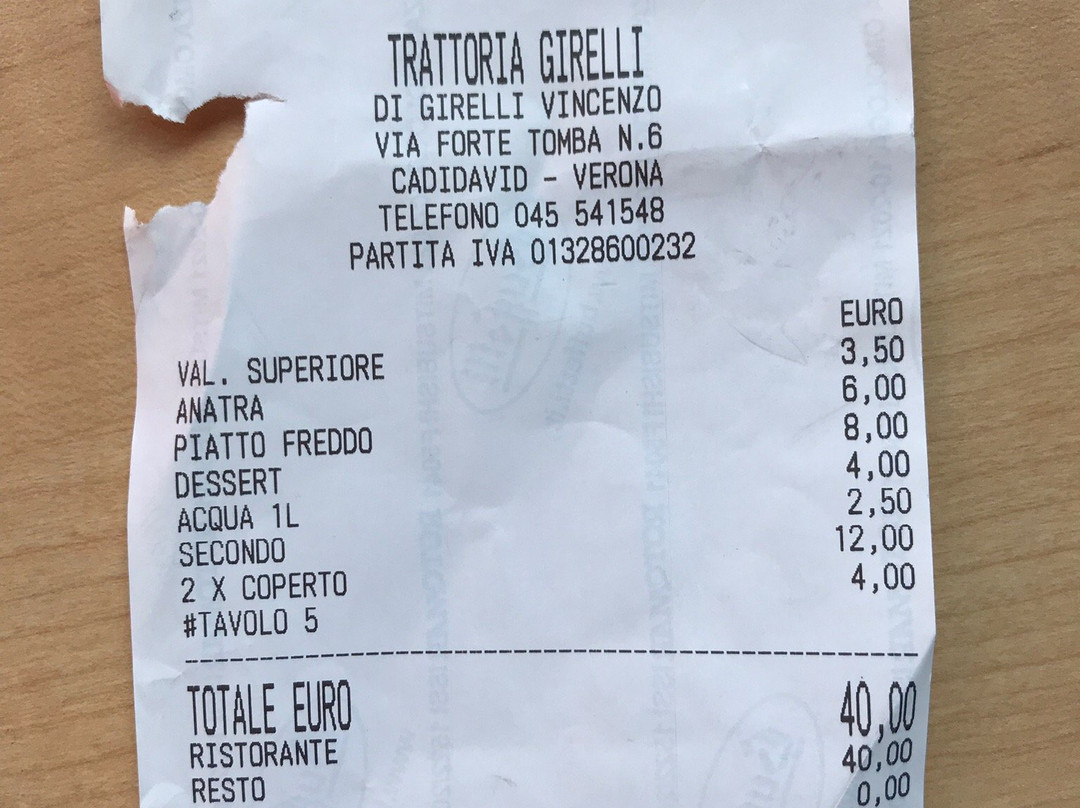 TRATTORIA GIRELLI
DI GIRELLI VINCENZO
VIA FORTE TOMBA N.6
CADIDAVID - VERONA
TELEFONO 045 541548
PARTITA IVA 01328600232
EURO
VAL. SUPERIORE 3,50
ANATRA 6,00
PIATTO FREDDO 8,00
DESSERT 4,00
ACQUA 1L 2,50
SECONDO 12,00
2 X COPERTO 4,00
#TAVOLO 5
TOTALE EURO 40,00
RISTORANTE 40,00
RESTO 0,00